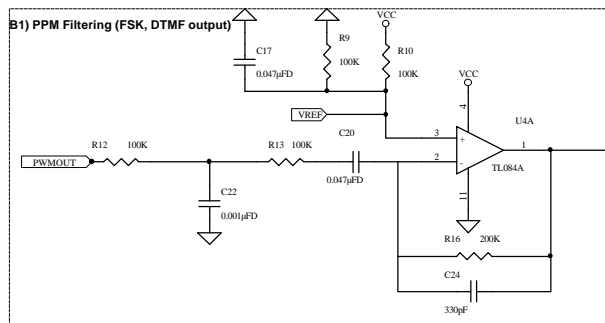 B1) PPM Filtering (FSK, DTMF output)
VCC
C17
0.047µFD
R9
100K
R10
100K
VCC
VREF
4
U4A
C20
3
+
1
R12 100K
R13 100K
2
-
PWMOUT
TL084A
0.047µFD
C22
0.001µFD
11
R16 200K
C24
330pF